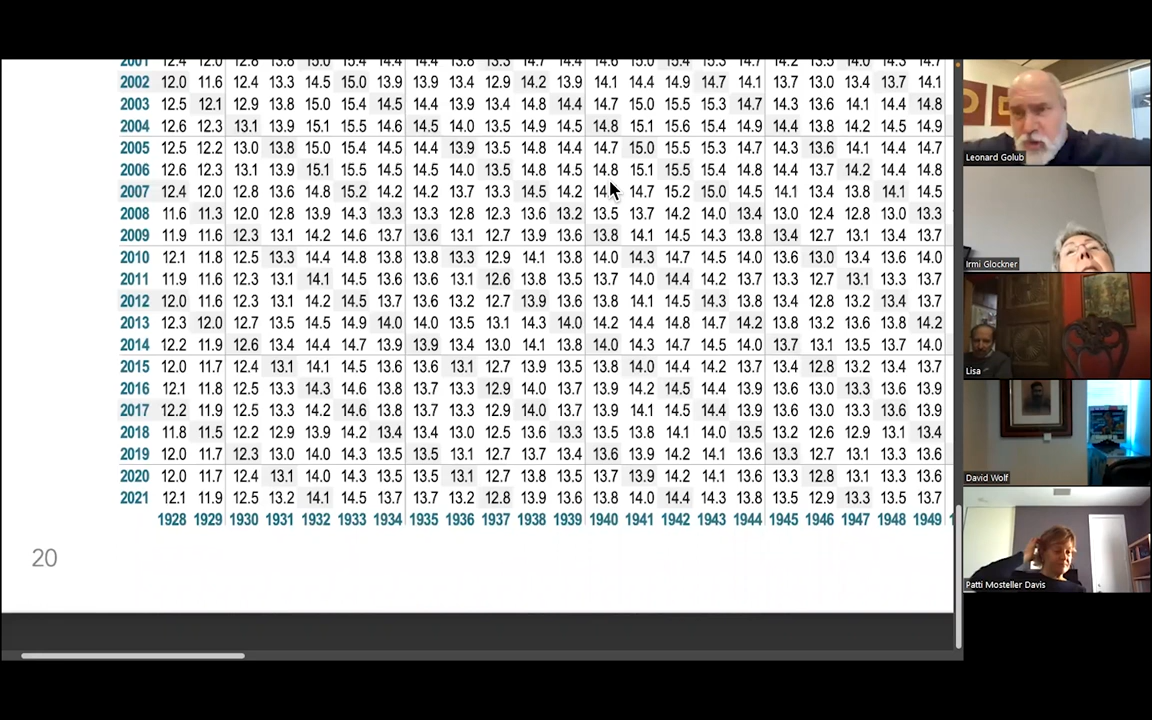 2001 12.4 12.0 12.8 13.8 15.0 15.4 14.4 14.4 13.8 13.3 14.7 14.4 14.6 15.0 15.4 15.3 14.7 14.2 13.5 14.0 14.3 14.7
2002 12.0 11.6 12.4 13.3 14.5 15.0 13.9 13.9 13.4 12.9 14.2 13.9 14.1 14.4 14.9 14.7 14.1 13.7 13.0 13.4 13.7 14.1
2003 12.5 12.1 12.9 13.8 15.0 15.4 14.5 14.4 13.9 13.4 14.8 14.4 14.7 15.0 15.5 15.3 14.7 14.3 13.6 14.1 14.4 14.8
2004 12.6 12.3 13.1 13.9 15.1 15.5 14.6 14.5 14.0 13.5 14.9 14.5 14.8 15.1 15.6 15.4 14.9 14.4 13.8 14.2 14.5 14.9
2005 12.5 12.2 13.0 13.8 15.0 15.4 14.5 14.4 13.9 13.5 14.8 14.4 14.7 15.0 15.5 15.3 14.7 14.3 13.6 14.1 14.4 14.7
2006 12.6 12.3 13.1 13.9 15.1 15.5 14.5 14.5 14.0 13.5 14.8 14.5 14.8 15.1 15.5 15.4 14.8 14.4 13.7 14.2 14.4 14.8
2007 12.4 12.0 12.8 13.6 14.8 15.2 14.2 14.2 13.7 13.3 14.5 14.2 14.7 15.2 15.0 14.5 14.1 13.4 13.8 14.1 14.5
2008 11.6 11.3 12.0 12.8 13.9 14.3 13.3 13.3 12.8 12.3 13.6 13.2 13.5 13.7 14.2 14.0 13.4 13.0 12.4 12.8 13.0 13.3
2009 11.9 11.6 12.3 13.1 14.2 14.6 13.7 13.6 13.1 12.7 13.9 13.6 13.8 14.1 14.5 14.3 13.8 13.4 12.7 13.1 13.4 13.7
2010 12.1 11.8 12.5 13.3 14.4 14.8 13.8 13.8 13.3 12.9 14.1 13.8 14.0 14.3 14.7 14.5 14.0 13.6 13.0 13.4 13.6 14.0
2011 11.9 11.6 12.3 13.1 14.1 14.5 13.6 13.6 13.1 12.6 13.8 13.5 13.7 14.0 14.4 14.2 13.7 13.3 12.7 13.1 13.3 13.7
2012 12.0 11.6 12.3 13.1 14.2 14.5 13.7 13.6 13.2 12.7 13.9 13.6 13.8 14.1 14.5 14.3 13.8 13.4 12.8 13.2 13.4 13.7
2013 12.3 12.0 12.7 13.5 14.5 14.9 14.0 14.0 13.5 13.1 14.3 14.0 14.2 14.4 14.8 14.7 14.2 13.8 13.2 13.6 13.8 14.2
2014 12.2 11.9 12.6 13.4 14.4 14.7 13.9 13.9 13.4 13.0 14.1 13.8 14.0 14.3 14.7 14.5 14.0 13.7 13.1 13.5 13.7 14.0
2015 12.0 11.7 12.4 13.1 14.1 14.5 13.6 13.6 13.1 12.7 13.9 13.5 13.8 14.0 14.4 14.2 13.7 13.4 12.8 13.2 13.4 13.7
2016 12.1 11.8 12.5 13.3 14.3 14.6 13.8 13.7 13.3 12.9 14.0 13.7 13.9 14.2 14.5 14.4 13.9 13.6 13.0 13.3 13.6 13.9
2017 12.2 11.9 12.5 13.3 14.2 14.6 13.8 13.7 13.3 12.9 14.0 13.7 13.9 14.1 14.5 14.4 13.9 13.6 13.0 13.3 13.6 13.9
2018 11.8 11.5 12.2 12.9 13.9 14.2 13.4 13.4 13.0 12.5 13.6 13.3 13.5 13.8 14.1 14.0 13.5 13.2 12.6 12.9 13.1 13.4
2019 12.0 11.7 12.3 13.0 14.0 14.3 13.5 13.5 13.1 12.7 13.7 13.4 13.6 13.9 14.2 14.1 13.6 13.3 12.7 13.1 13.3 13.6
2020 12.0 11.7 12.4 13.1 14.0 14.3 13.5 13.5 13.1 12.7 13.8 13.5 13.7 13.9 14.2 14.1 13.6 13.3 12.8 13.1 13.3 13.6
2021 12.1 11.9 12.5 13.2 14.1 14.5 13.7 13.7 13.2 12.8 13.9 13.6 13.8 14.0 14.4 14.3 13.8 13.5 12.9 13.3 13.5 13.7
1928 1929 1930 1931 1932 1933 1934 1935 1936 1937 1938 1939 1940 1941 1942 1943 1944 1945 1946 1947 1948 1949
20
Leonard Golub
Irmi Glockner
Lisa
David Wolf
Patti Mosteller Davis